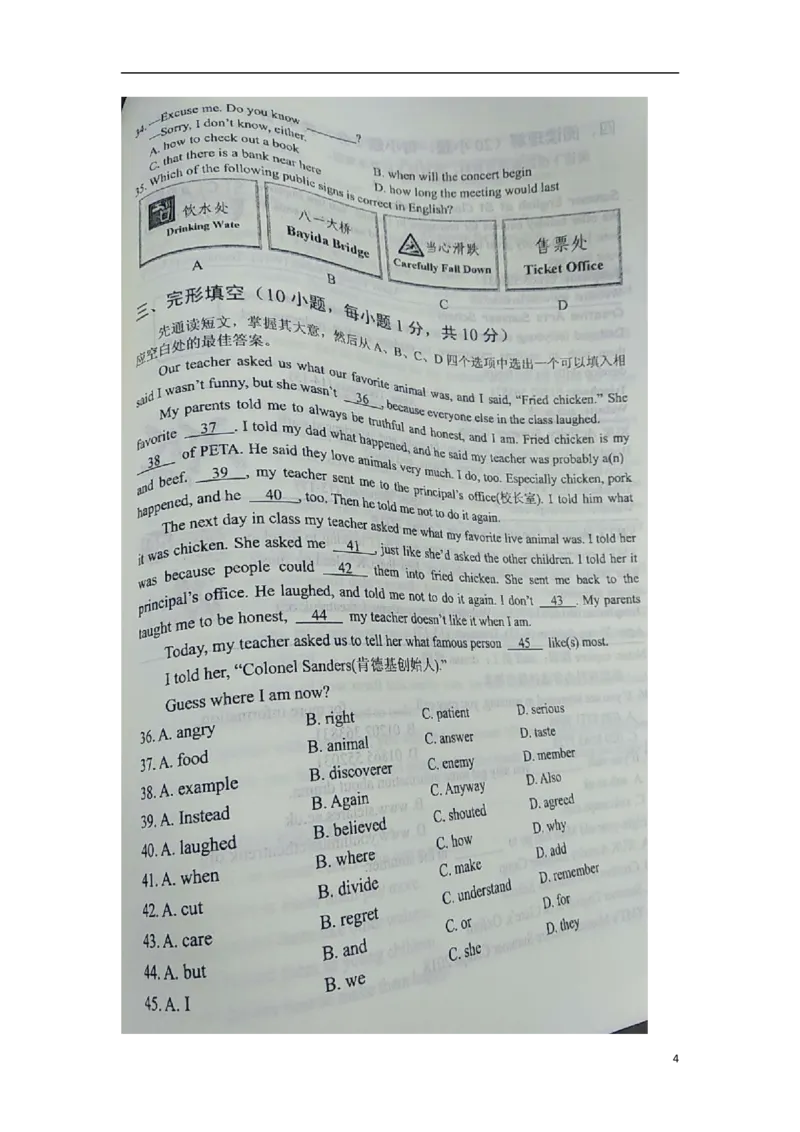 34. —Excuse me. Do you know ________?
—Sorry, I don't know, either.
A. how to check out a book
B. when will the concert begin
C. that there is a bank near here
D. how long the meeting would last
35. Which of the following public signs is correct in English?
饮水处
Drinking Wate
八一大桥
Bayida Bridge
当心滑跌
Carefully Fall Down
售票处
Ticket Office
A
B
C
D
三、完形填空（10 小题，每小题 1 分，共 10 分）
先通读短文，掌握其大意，然后从 A、B、C、D 四个选项中选出一个可以填入相
应空白处的最佳答案。
Our teacher asked us what our favorite animal was, and I said, “Fried chicken.” She
said I wasn't funny, but she wasn't 36 , because everyone else in the class laughed.
My parents told me to always be truthful and honest, and I am. Fried chicken is my
favorite 37 . I told my dad what happened, and he said my teacher was probably a(n)
38 of PETA. He said they love animals very much. I do, too. Especially chicken, pork
and beef. 39 , my teacher sent me to the principal's office(校长室). I told him what
happened, and he 40 , too. Then he told me not to do it again.
The next day in class my teacher asked me what my favorite live animal was. I told her
it was chicken. She asked me 41 , just like she'd asked the other children. I told her it
was because people could 42 them into fried chicken. She sent me back to the
principal's office. He laughed, and told me not to do it again. I don't 43 . My parents
taught me to be honest, 44 my teacher doesn't like it when I am.
Today, my teacher asked us to tell her what famous person 45 like(s) most.
I told her, “Colonel Sanders(肯德基创始人).”
Guess where I am now?
36. A. angry B. right C. patient D. serious
37. A. food B. animal C. answer D. taste
38. A. example B. discoverer C. enemy D. member
39. A. Instead B. Again C. Anyway D. Also
40. A. laughed B. believed C. shouted D. agreed
41. A. when B. where C. how D. why
42. A. cut B. divide C. make D. add
43. A. care B. regret C. understand D. remember
44. A. but B. and C. or D. for
45. A. I B. we C. she D. they
4